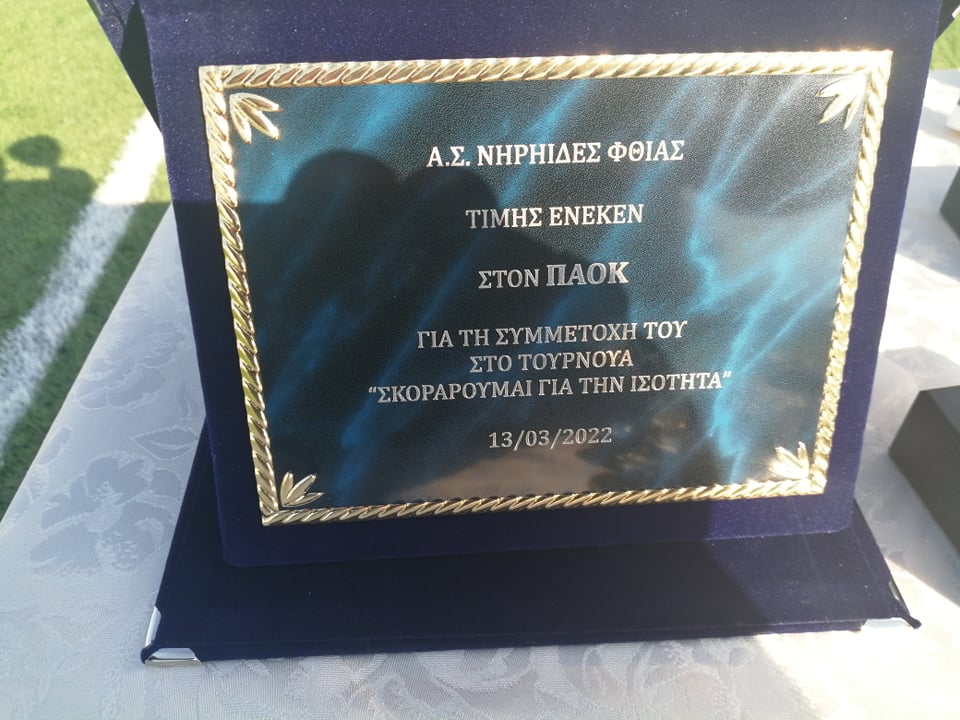 Α.Σ. ΝΗΡΗΙΔΕΣ ΦΘΙΑΣ
ΤΙΜΗΣ ΕΝΕΚΕΝ
ΣΤΟΝ ΠΑΟΚ
ΓΙΑ ΤΗ ΣΥΜΜΕΤΟΧΗ ΤΟΥ
ΣΤΟ ΤΟΥΡΝΟΥΑ
“ΣΚΟΡΑΡΟΥΜΑΙ ΓΙΑ ΤΗΝ ΙΣΟΤΗΤΑ”
13/03/2022